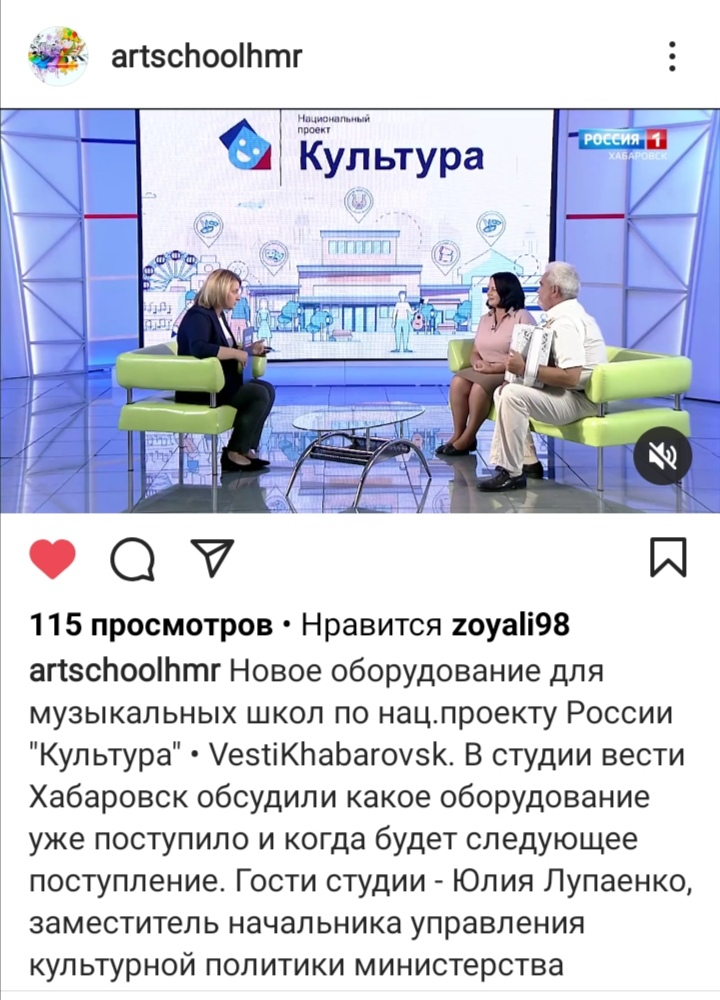 artschoolhmr
Национальный
проект
Культура
РОССИЯ 1
ХАБАРОВСК
115 просмотров • Нравится zoyali98
artschoolhmr Новое оборудование для
музыкальных школ по нац.проекту России
"Культура" • VestiKhabarovsk. В студии вести
Хабаровск обсудили какое оборудование
уже поступило и когда будет следующее
поступление. Гости студии - Юлия Лупаенко,
заместитель начальника управления
культурной политики министерства